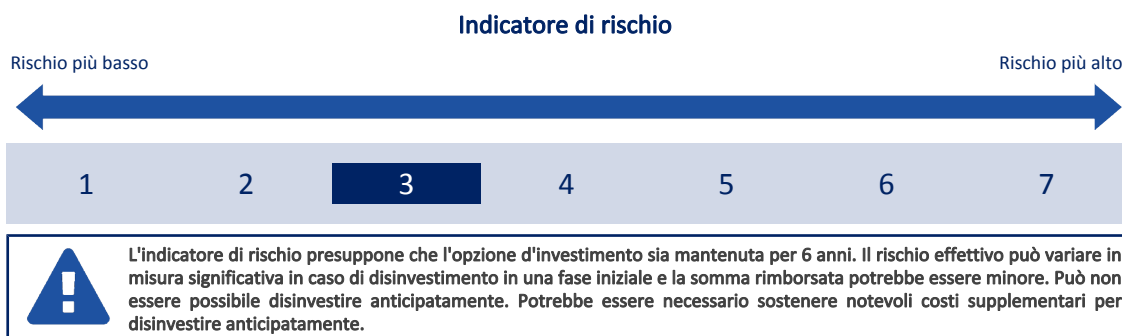 Indicatore di rischio
Rischio più basso Rischio più alto
1 2 3 4 5 6 7
L'indicatore di rischio presuppone che l'opzione d'investimento sia mantenuta per 6 anni. Il rischio effettivo può variare in
misura significativa in caso di disinvestimento in una fase iniziale e la somma rimborsata potrebbe essere minore. Può non
essere possibile disinvestire anticipatamente. Potrebbe essere necessario sostenere notevoli costi supplementari per
disinvestire anticipatamente.